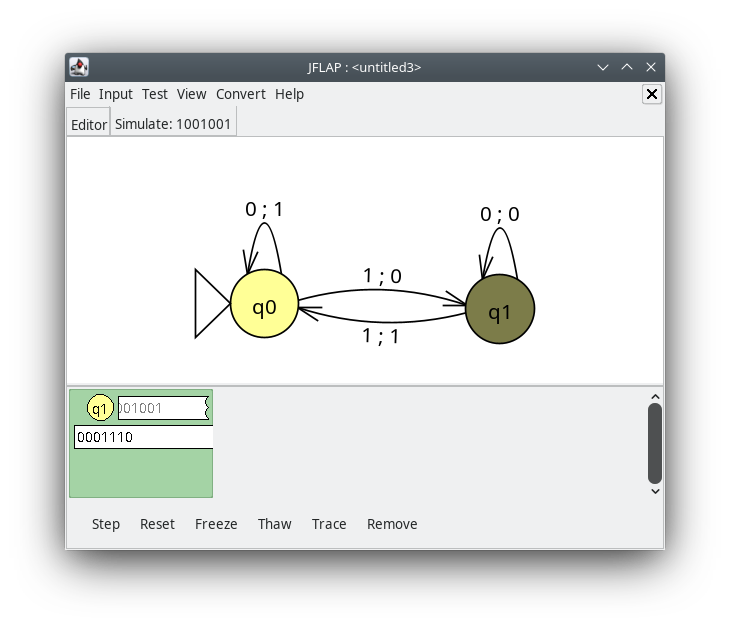 JFLAP : <untitled3>
File Input Test View Convert Help
Editor Simulate: 1001001
0 ; 1
0 ; 0
1 ; 0
q0
q1
1 ; 1
q1 001001
0001110
Step Reset Freeze Thaw Trace Remove